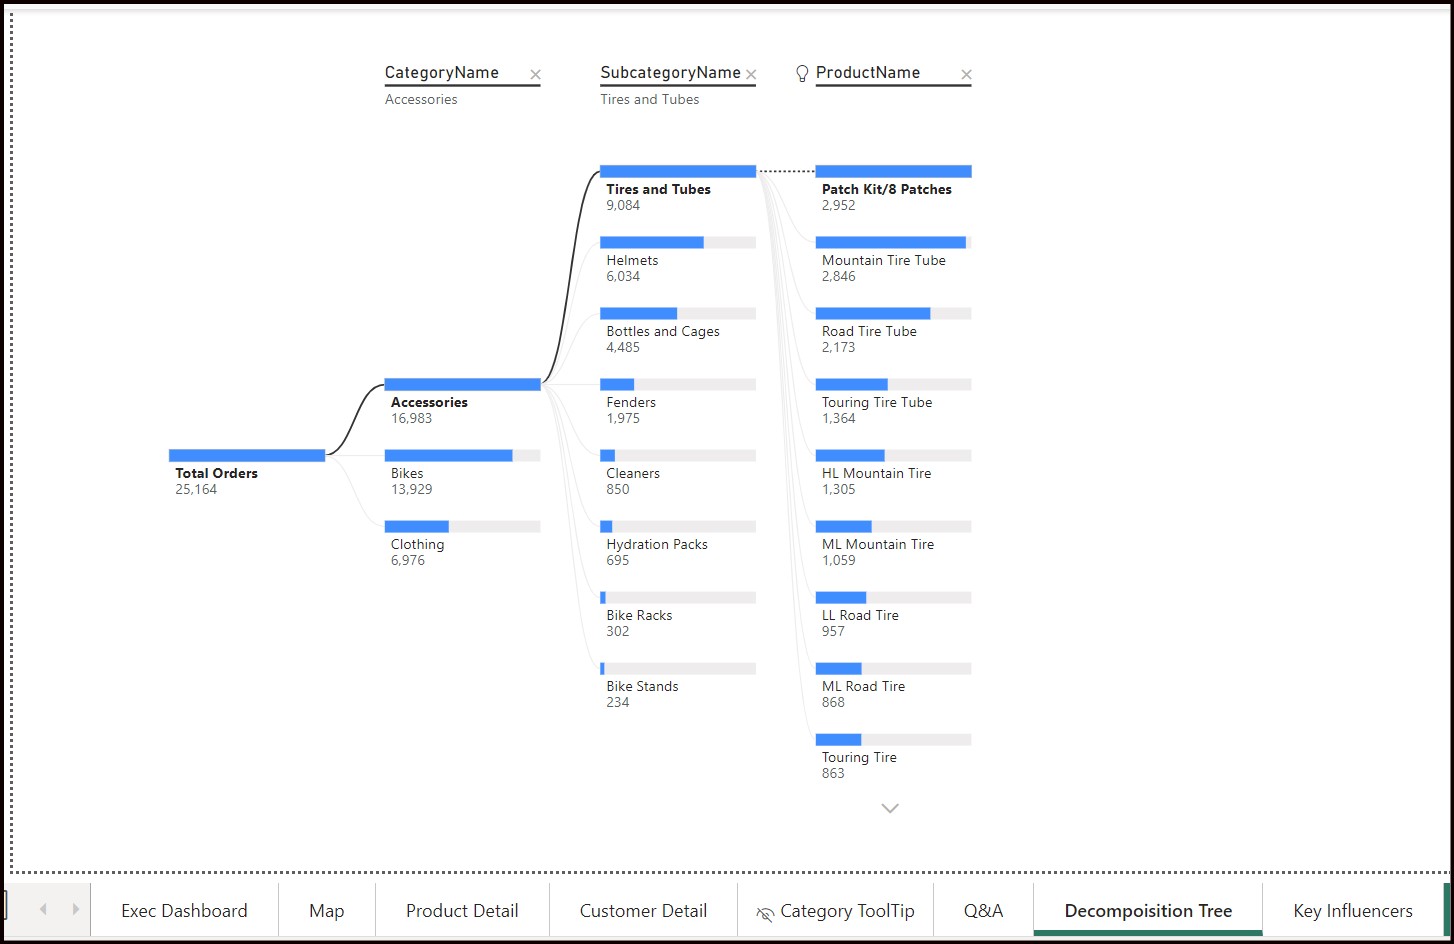 CategoryName
Accessories
SubcategoryName
Tires and Tubes
ProductName
Total Orders
25,164
Accessories
16,983
Bikes
13,929
Clothing
6,976
Tires and Tubes
9,084
Helmets
6,034
Bottles and Cages
4,485
Fenders
1,975
Cleaners
850
Hydration Packs
695
Bike Racks
302
Bike Stands
234
Patch Kit/8 Patches
2,952
Mountain Tire Tube
2,846
Road Tire Tube
2,173
Touring Tire Tube
1,364
HL Mountain Tire
1,305
ML Mountain Tire
1,059
LL Road Tire
957
ML Road Tire
868
Touring Tire
863
Exec Dashboard
Map
Product Detail
Customer Detail
Category ToolTip
Q&A
Decompoisition Tree
Key Influencers